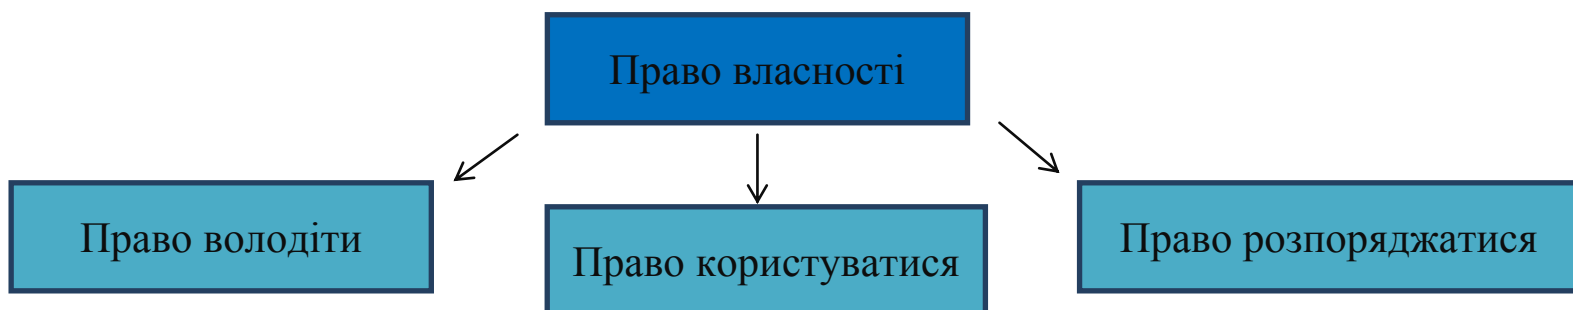 Право власності
Право володіти
Право користуватися
Право розпоряджатися